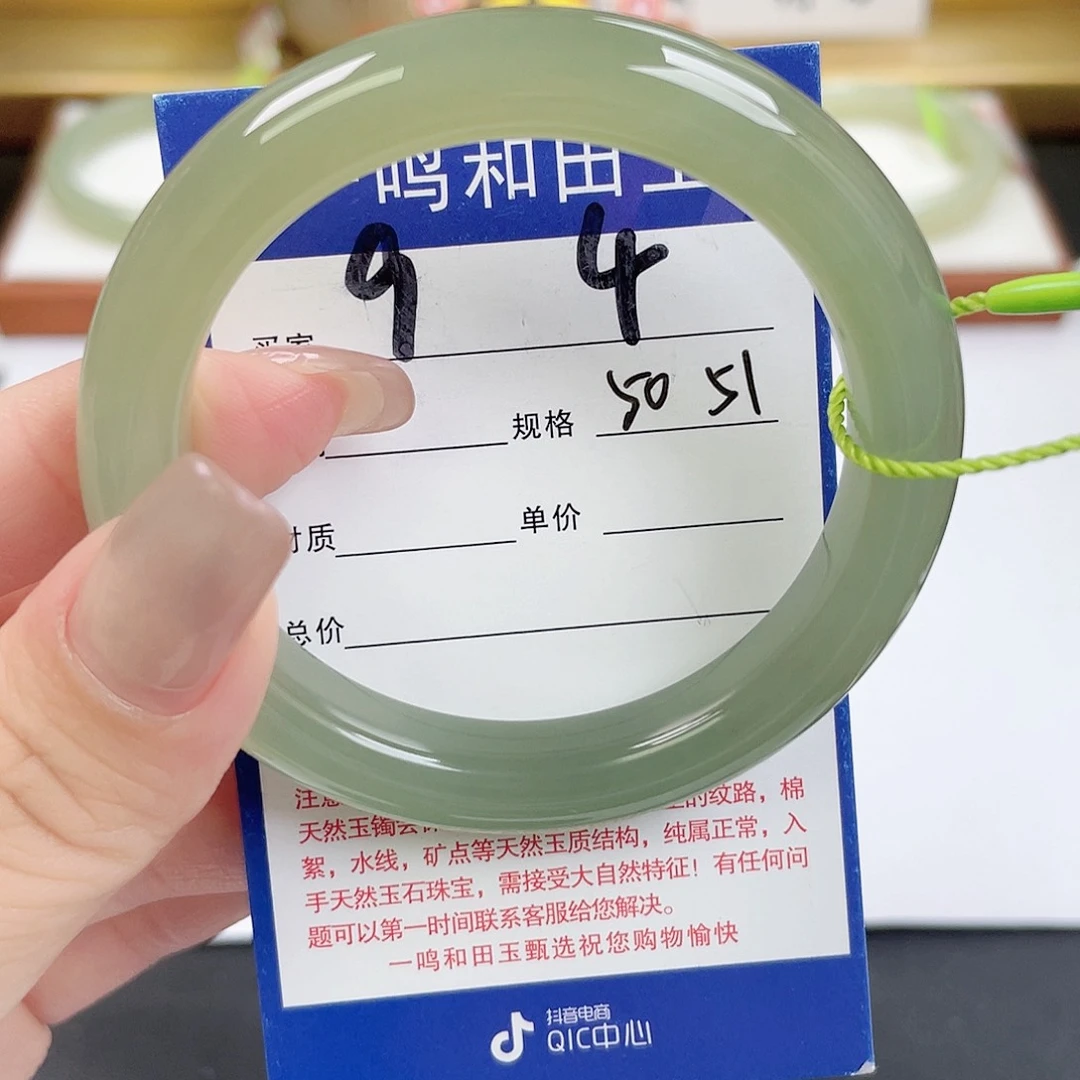 鸣和田玉
9 4
买家
规格 50 51
材质 单价
总价
的纹路，棉
天然玉镯
絮，水线，矿点等天然玉质结构，纯属正常，入
手天然玉石珠宝，需接受大自然特征！有任何问
题可以第一时间联系客服给您解决。
一鸣和田玉甄选祝您购物愉快
抖音电商
QIC中心